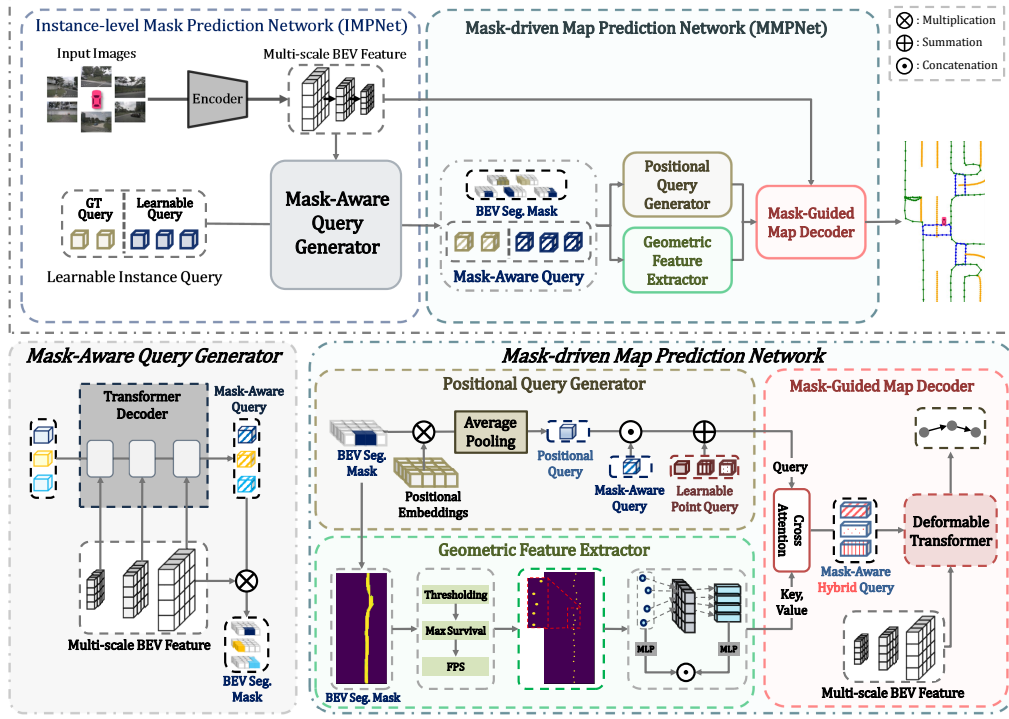 Instance-level Mask Prediction Network (IMPNet)
Input Images
Multi-scale BEV Feature
Encoder
GT
Query
Learnable
Query
Learnable Instance Query
Mask-Aware
Query
Generator
Mask-driven Map Prediction Network (MMPNet)
BEV Seg. Mask
Mask-Aware Query
Positional
Query
Generator
Geometric
Feature
Extractor
Mask-Guided
Map Decoder
: Multiplication
: Summation
: Concatenation
Mask-Aware Query Generator
Transformer
Decoder
Mask-Aware
Query
Multi-scale BEV Feature
BEV Seg.
Mask
Mask-driven Map Prediction Network
Positional Query Generator
BEV Seg.
Mask
Positional
Embeddings
Average
Pooling
Positional
Query
Mask-Aware
Query
Learnable
Point Query
Geometric Feature Extractor
BEV Seg. Mask
Thresholding
Max Survival
FPS
MLP
MLP
Mask-Guided Map Decoder
Query
Cross
Attention
Key,
Value
Mask-Aware
Hybrid Query
Deformable
Transformer
Multi-scale BEV Feature